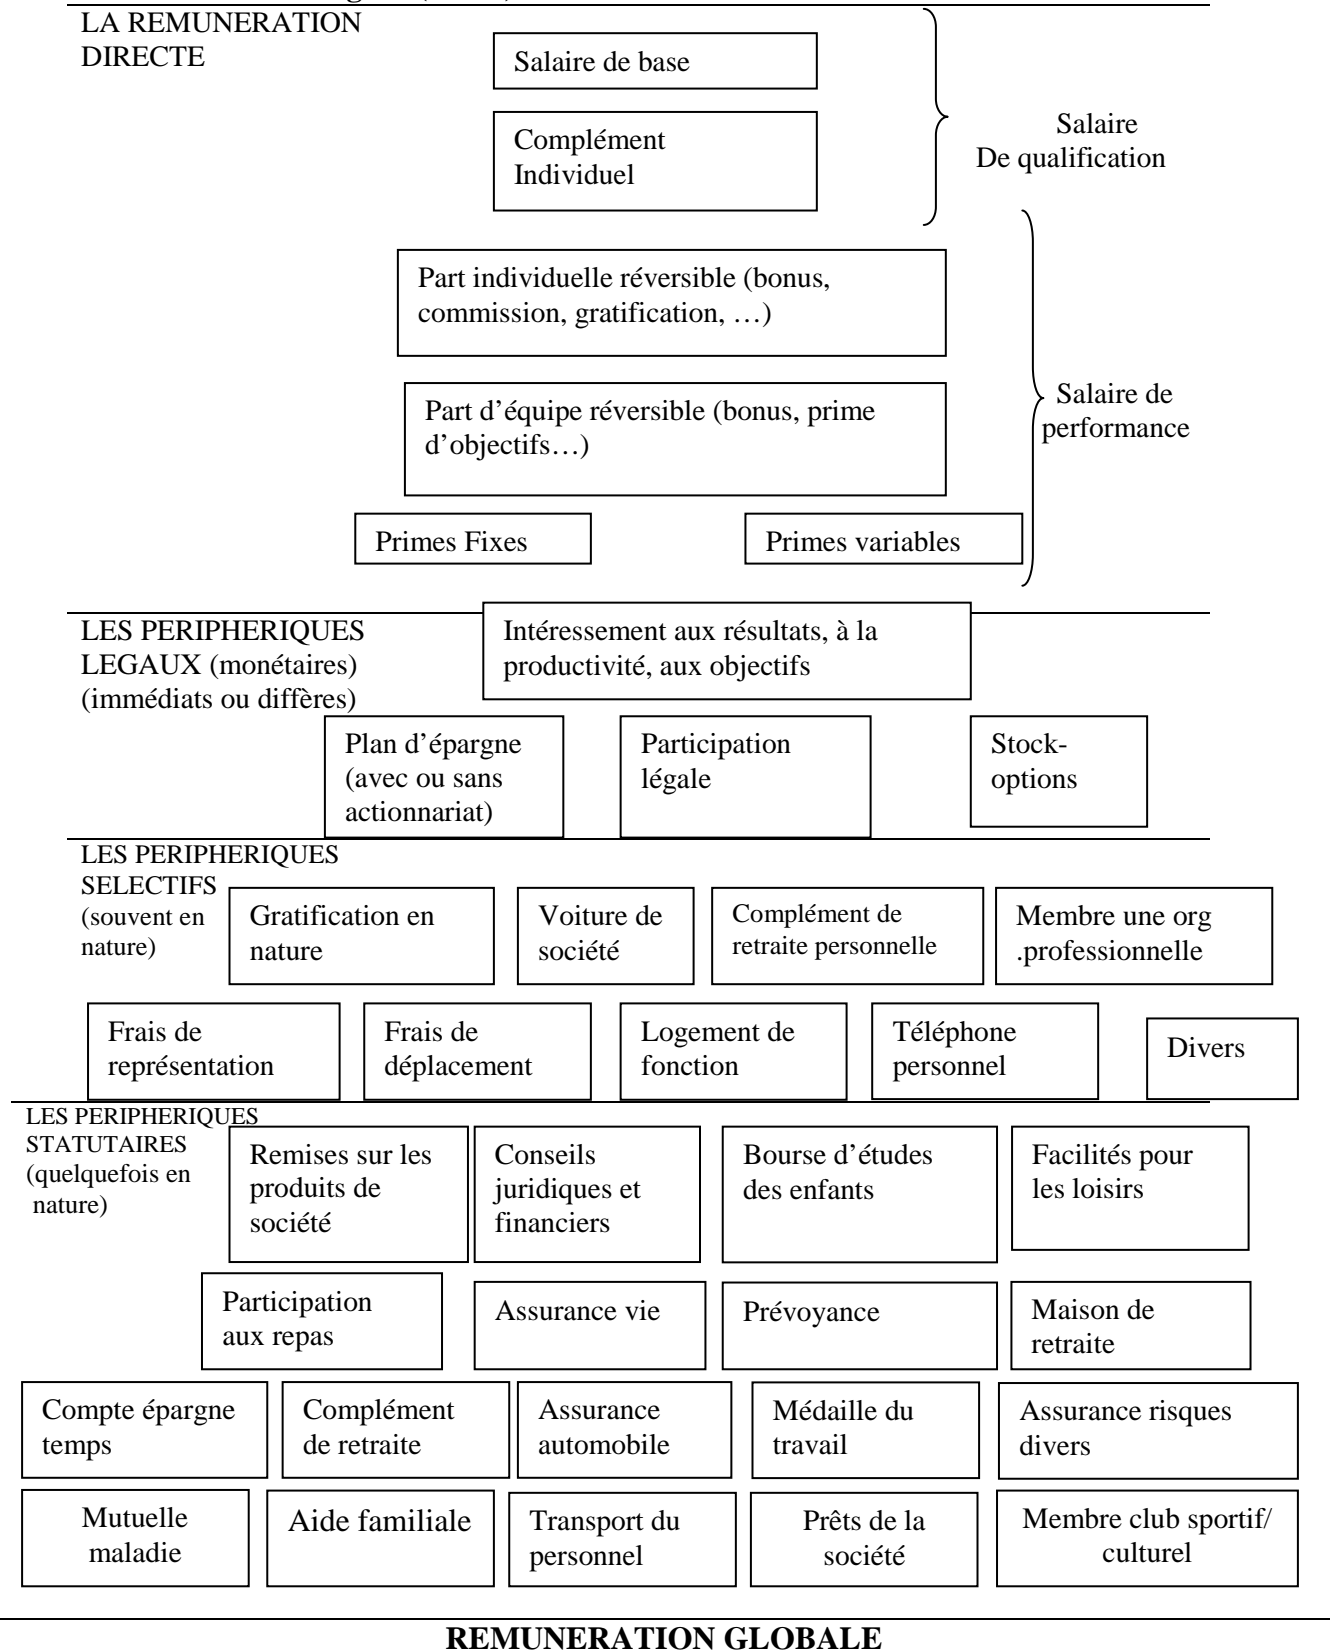 LA REMUNERATION
DIRECTE
Salaire de base
Complément
Individuel
Salaire
De qualification
Part individuelle réversible (bonus,
commission, gratification, …)
Part d’équipe réversible (bonus, prime
d’objectifs…)
Salaire de
performance
Primes Fixes
Primes variables
LES PERIPHERIQUES
LEGAUX (monétaires)
(immédiats ou diffères)
Intéressement aux résultats, à la
productivité, aux objectifs
Plan d’épargne
(avec ou sans
actionnariat)
Participation
légale
Stock-
options
LES PERIPHERIQUES
SELECTIFS
(souvent en
nature)
Gratification en
nature
Voiture de
société
Complément de
retraite personnelle
Membre une org
.professionnelle
Frais de
représentation
Frais de
déplacement
Logement de
fonction
Téléphone
personnel
Divers
LES PERIPHERIQUES
STATUTAIRES
(quelquefois en
nature)
Remises sur les
produits de
société
Conseils
juridiques et
financiers
Bourse d’études
des enfants
Facilités pour
les loisirs
Participation
aux repas
Assurance vie
Prévoyance
Maison de
retraite
Compte épargne
temps
Complément
de retraite
Assurance
automobile
Médaille du
travail
Assurance risques
divers
Mutuelle
maladie
Aide familiale
Transport du
personnel
Prêts de la
société
Membre club sportif/
culturel
REMUNERATION GLOBALE